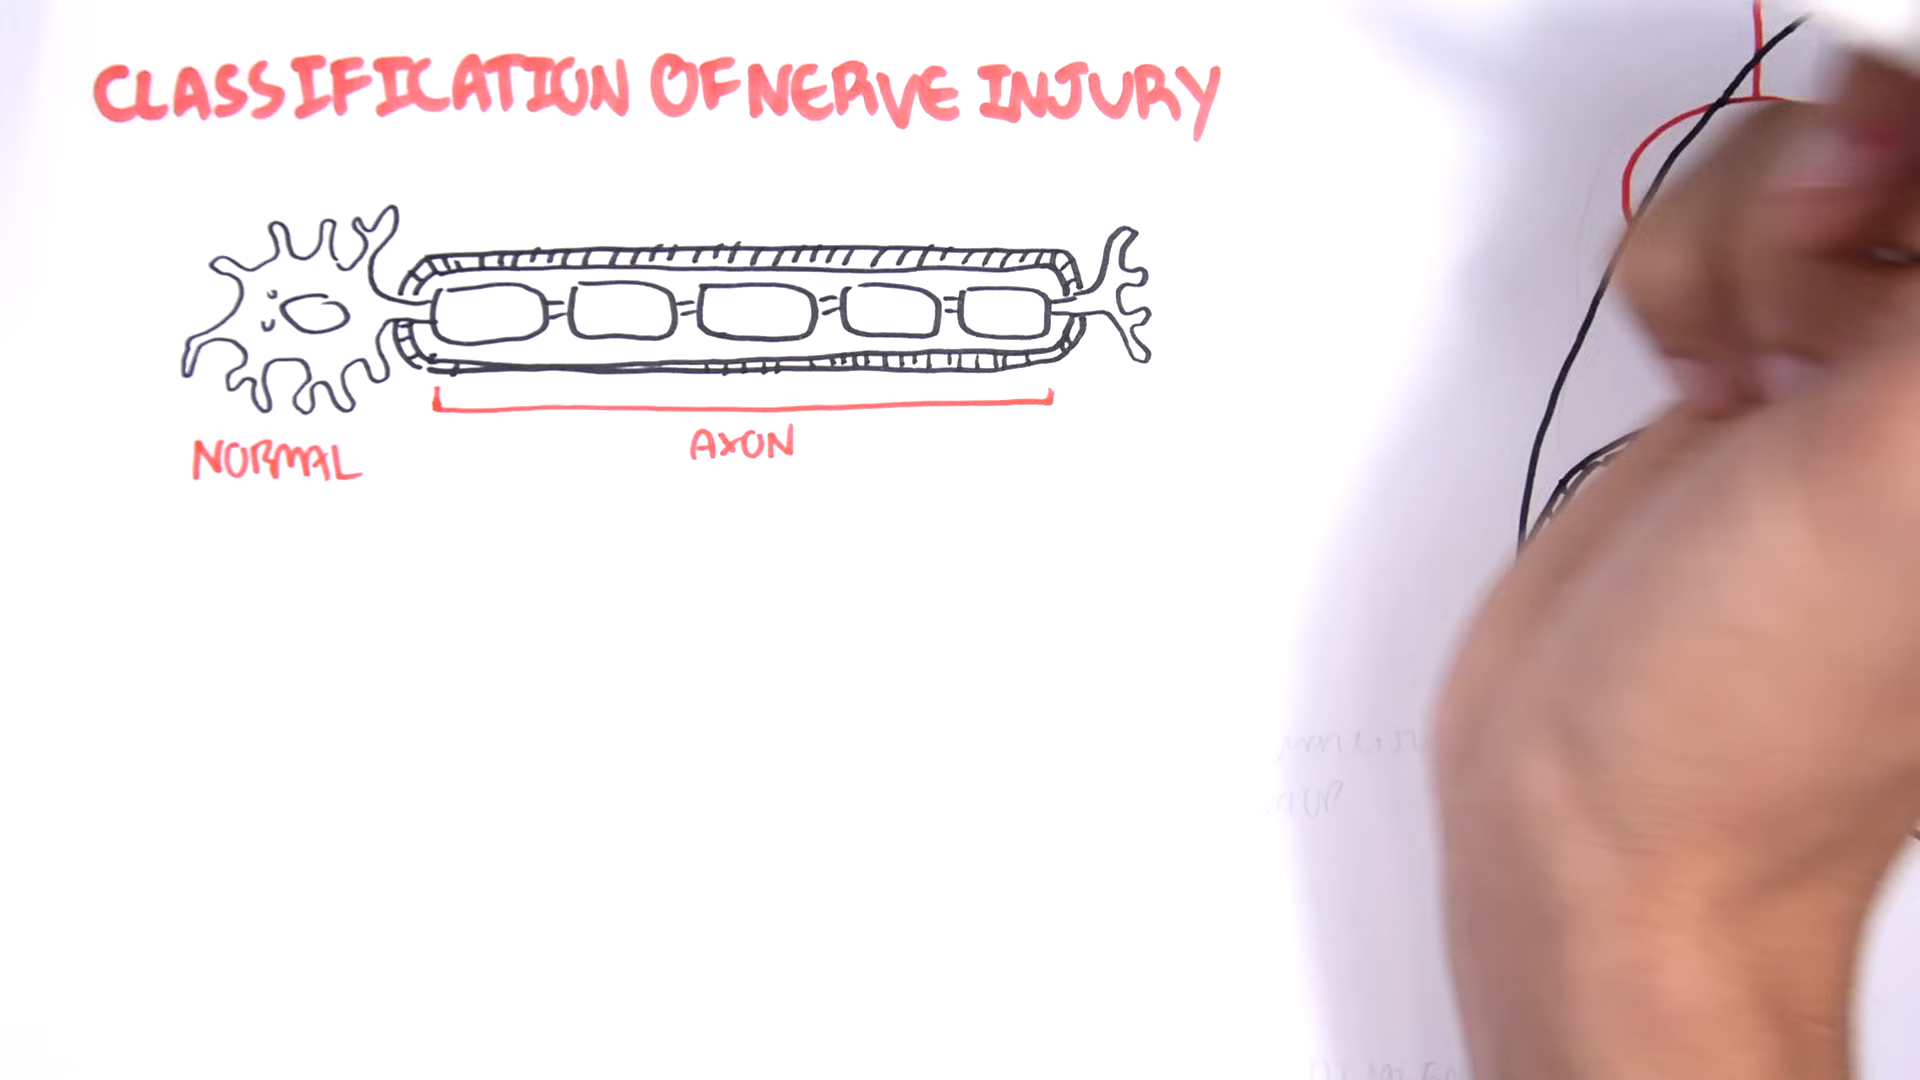 CLASSIFICATION OF NERVE INJURY
NORMAL
AXON